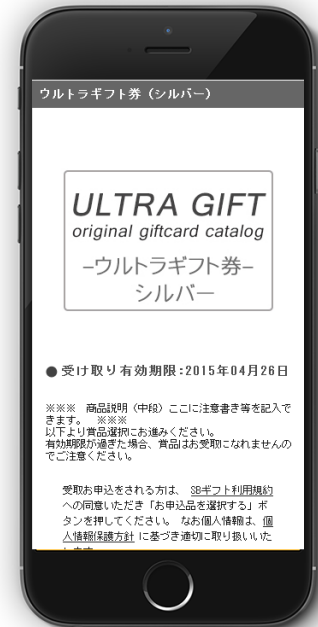 ウルトラギフト券（シルバー）
ULTRA GIFT
original giftcard catalog
−ウルトラギフト券−
シルバー
●受け取り有効期限:2015年04月26日
※※※　商品説明（中段）ここに注意書き等を記入で
きます。　※※※
以下より賞品選択にお進みください。
有効期限が過ぎた場合、賞品はお受取になれませんの
でご注意ください。
受取お申込をされる方は、 SBギフト利用規約
への同意いただき「お申込品を選択する」ボ
タンを押してください。 なお個人情報は、個
人情報保護方針 に基づき適切に取り扱いいた